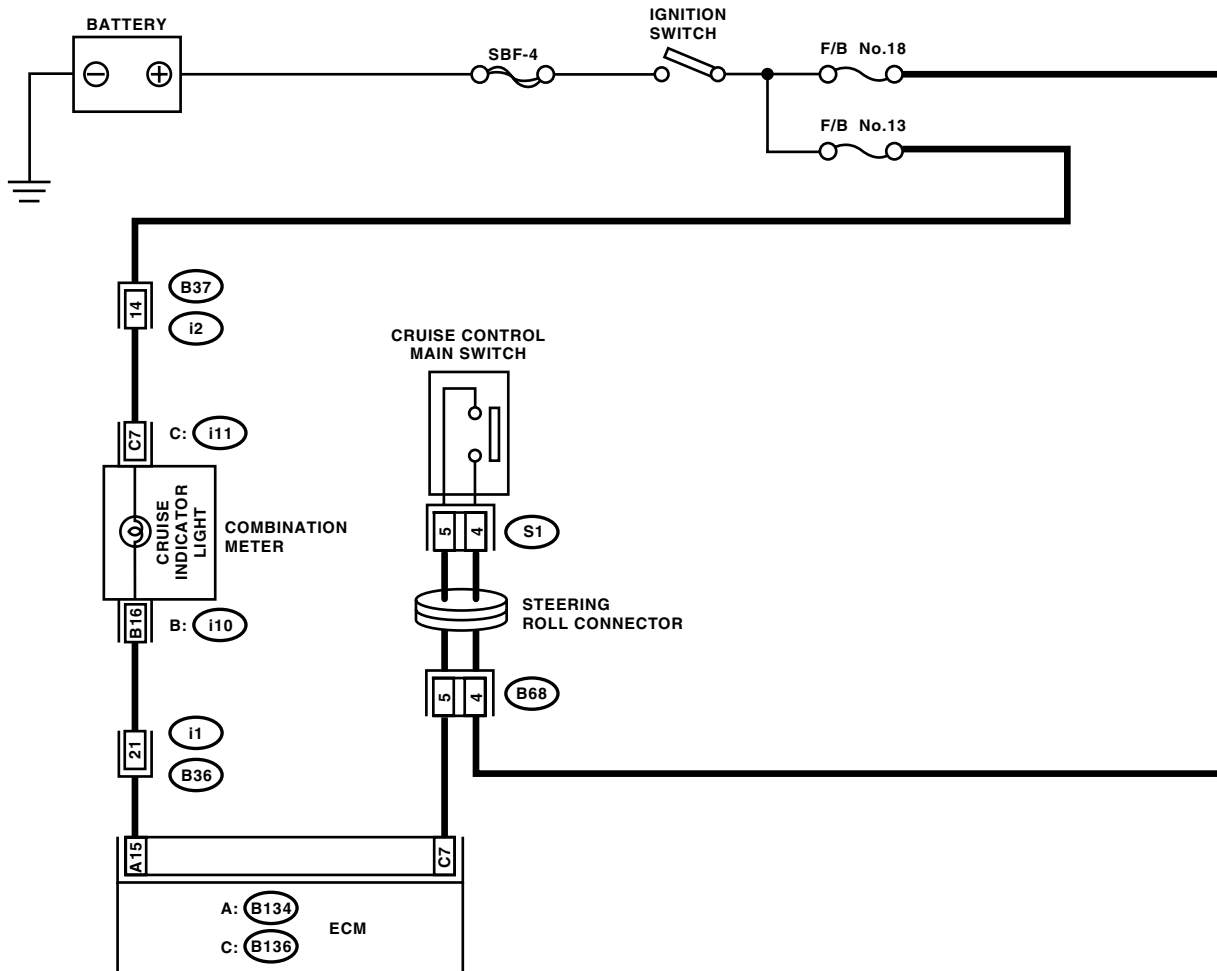 BATTERY
IGNITION
SWITCH
SBF-4
F/B No.18
F/B No.13
14
B37
i2
CRUISE CONTROL
MAIN SWITCH
C7
C: i11
CRUISE
INDICATOR
LIGHT
COMBINATION
METER
5
4
S1
B16
B: i10
STEERING
ROLL CONNECTOR
5
4
B68
21
i1
B36
A15
C7
A: B134
ECM
C: B136